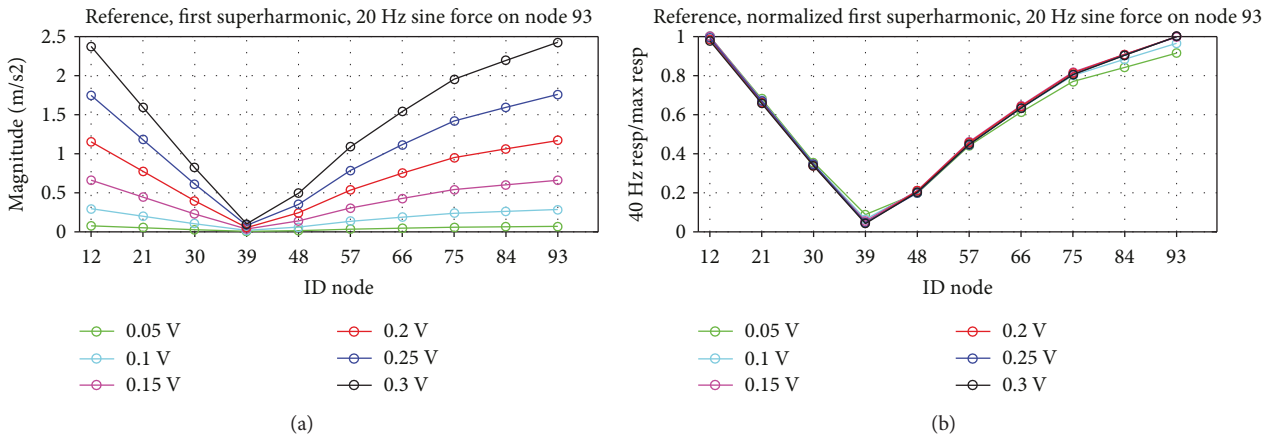 Reference, first superharmonic, 20 Hz sine force on node 93
2.5
2
1.5
1
0.5
0
Magnitude (m/s2)
12 21 30 39 48 57 66 75 84 93
ID node
0.05 V
0.1 V
0.15 V
0.2 V
0.25 V
0.3 V
(a)
Reference, normalized first superharmonic, 20 Hz sine force on node 93
1
0.8
0.6
0.4
0.2
0
40 Hz resp/max resp
12 21 30 39 48 57 66 75 84 93
ID node
0.05 V
0.1 V
0.15 V
0.2 V
0.25 V
0.3 V
(b)